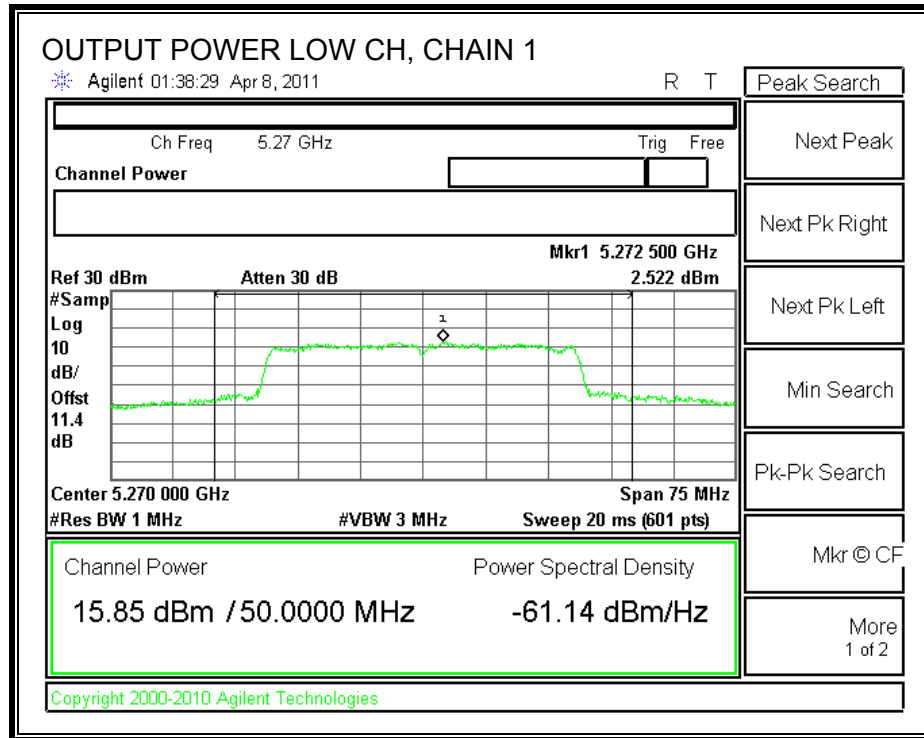 OUTPUT POWER LOW CH, CHAIN 1
Agilent 01:38:29 Apr 8, 2011 R T
Peak Search
Ch Freq 5.27 GHz Trig Free
Channel Power
Next Peak
Next Pk Right
Mkr1 5.272 500 GHz
Ref 30 dBm Atten 30 dB 2.522 dBm
#Samp
Log
10
dB/
Offst
11.4
dB
1
Next Pk Left
Min Search
Pk-Pk Search
Center 5.270 000 GHz Span 75 MHz
#Res BW 1 MHz #VBW 3 MHz Sweep 20 ms (601 pts)
Channel Power Power Spectral Density
15.85 dBm / 50.0000 MHz -61.14 dBm/Hz
Mkr © CF
More
1 of 2
Copyright 2000-2010 Agilent Technologies